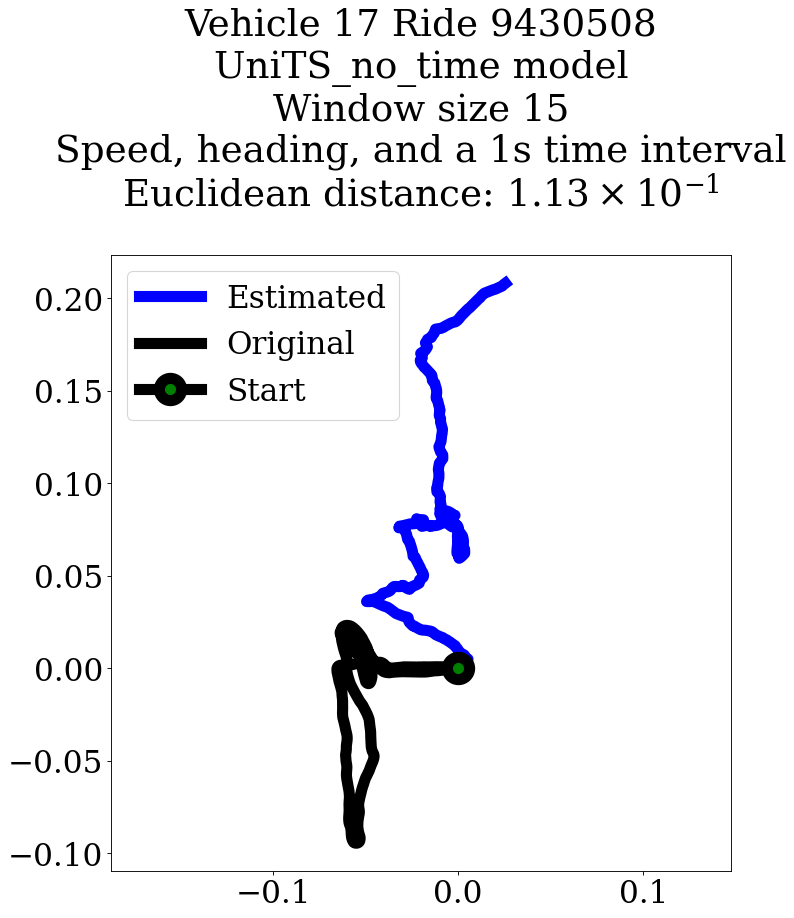 Vehicle 17 Ride 9430508
UniTS_no_time model
Window size 15
Speed, heading, and a 1s time interval
Euclidean distance: 1.13 × 10⁻¹
Estimated
Original
Start
0.20
0.15
0.10
0.05
0.00
−0.05
−0.10
−0.1 0.0 0.1